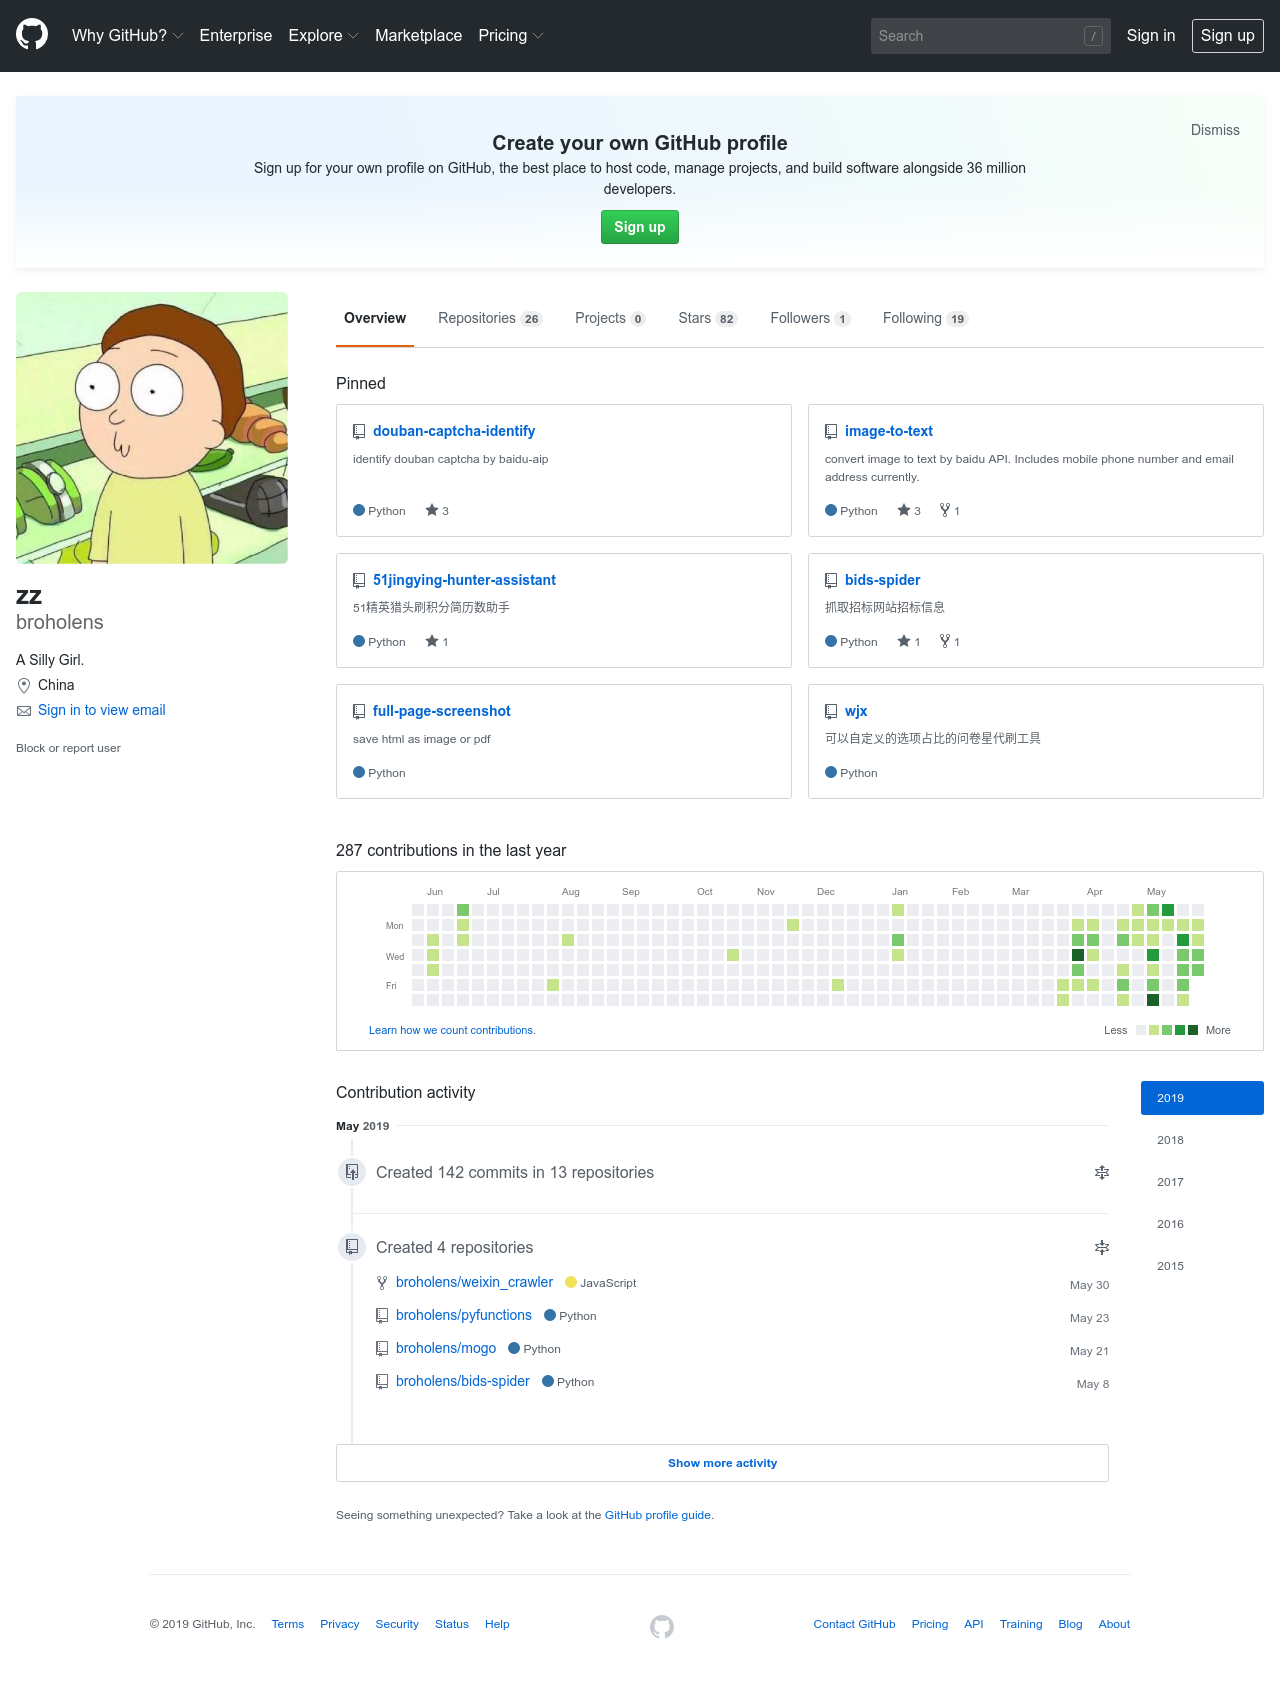 Why GitHub? Enterprise Explore Marketplace Pricing Search / Sign in Sign up
Create your own GitHub profile
Dismiss
Sign up for your own profile on GitHub, the best place to host code, manage projects, and build software alongside 36 million
developers.
Sign up
Overview Repositories 26 Projects 0 Stars 82 Followers 1 Following 19
zz
broholens
A Silly Girl.
China
Sign in to view email
Block or report user
Pinned
douban-captcha-identify
identify douban captcha by baidu-aip
Python 3
image-to-text
convert image to text by baidu API. Includes mobile phone number and email
address currently.
Python 3 1
51jingying-hunter-assistant
51精英猎头刷积分简历数助手
Python 1
bids-spider
抓取招标网站招标信息
Python 1 1
full-page-screenshot
save html as image or pdf
Python
wjx
可以自定义的选项占比的问卷星代刷工具
Python
287 contributions in the last year
Jun Jul Aug Sep Oct Nov Dec Jan Feb Mar Apr May
Mon
Wed
Fri
Learn how we count contributions. Less More
Contribution activity
2019
2018
2017
2016
2015
May 2019
Created 142 commits in 13 repositories
Created 4 repositories
broholens/weixin_crawler JavaScript May 30
broholens/pyfunctions Python May 23
broholens/mogo Python May 21
broholens/bids-spider Python May 8
Show more activity
Seeing something unexpected? Take a look at the GitHub profile guide.
© 2019 GitHub, Inc. Terms Privacy Security Status Help Contact GitHub Pricing API Training Blog About